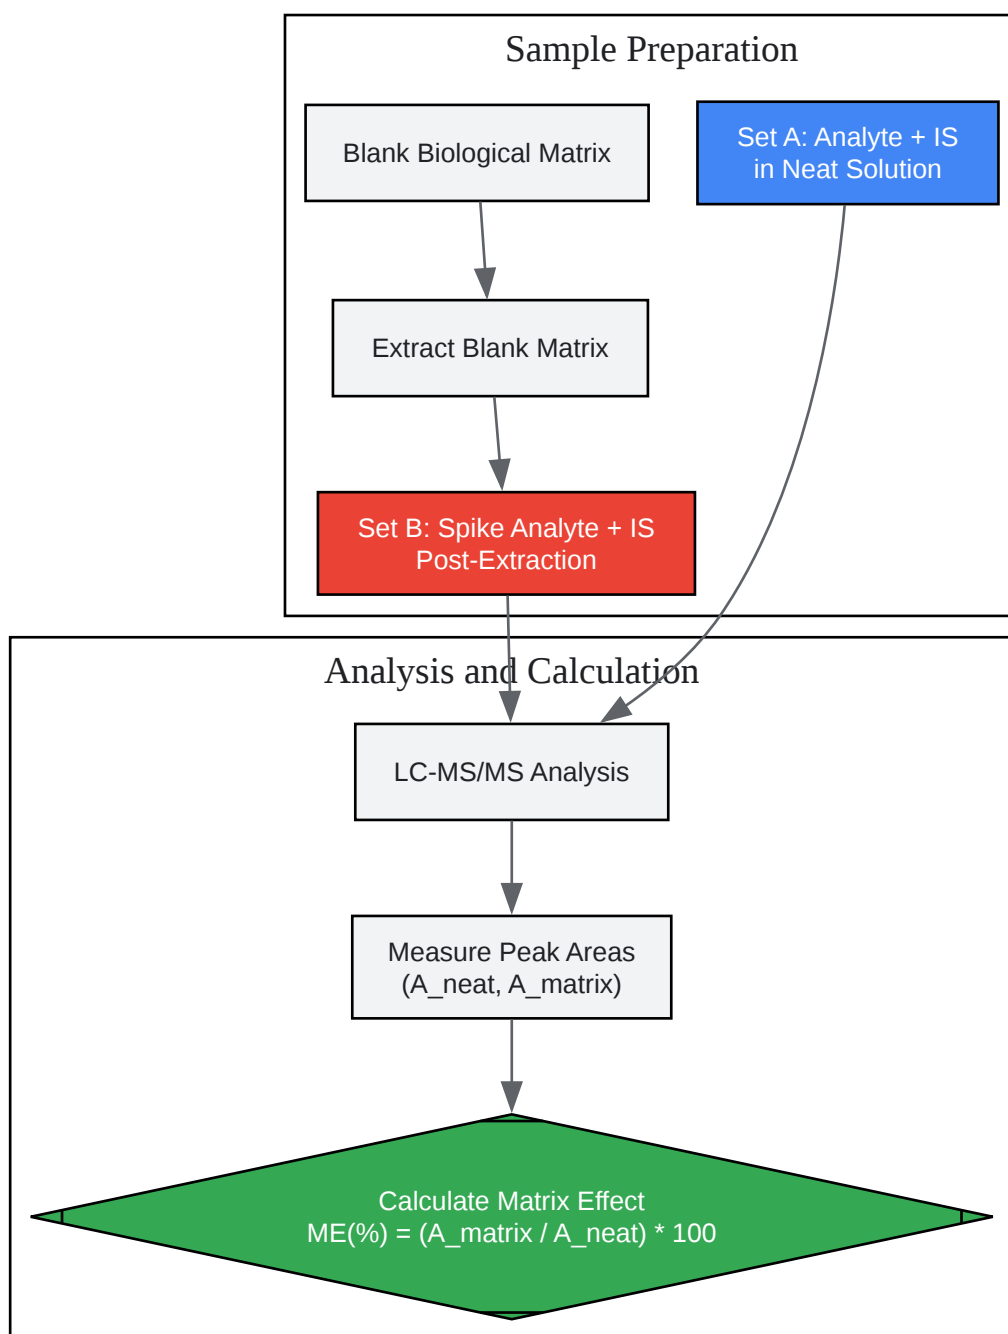 Sample Preparation
Blank Biological Matrix
Set A: Analyte + IS
in Neat Solution
Extract Blank Matrix
Set B: Spike Analyte + IS
Post-Extraction
Analysis and Calculation
LC-MS/MS Analysis
Measure Peak Areas
(A_neat, A_matrix)
Calculate Matrix Effect
ME(%) = (A_matrix / A_neat) * 100